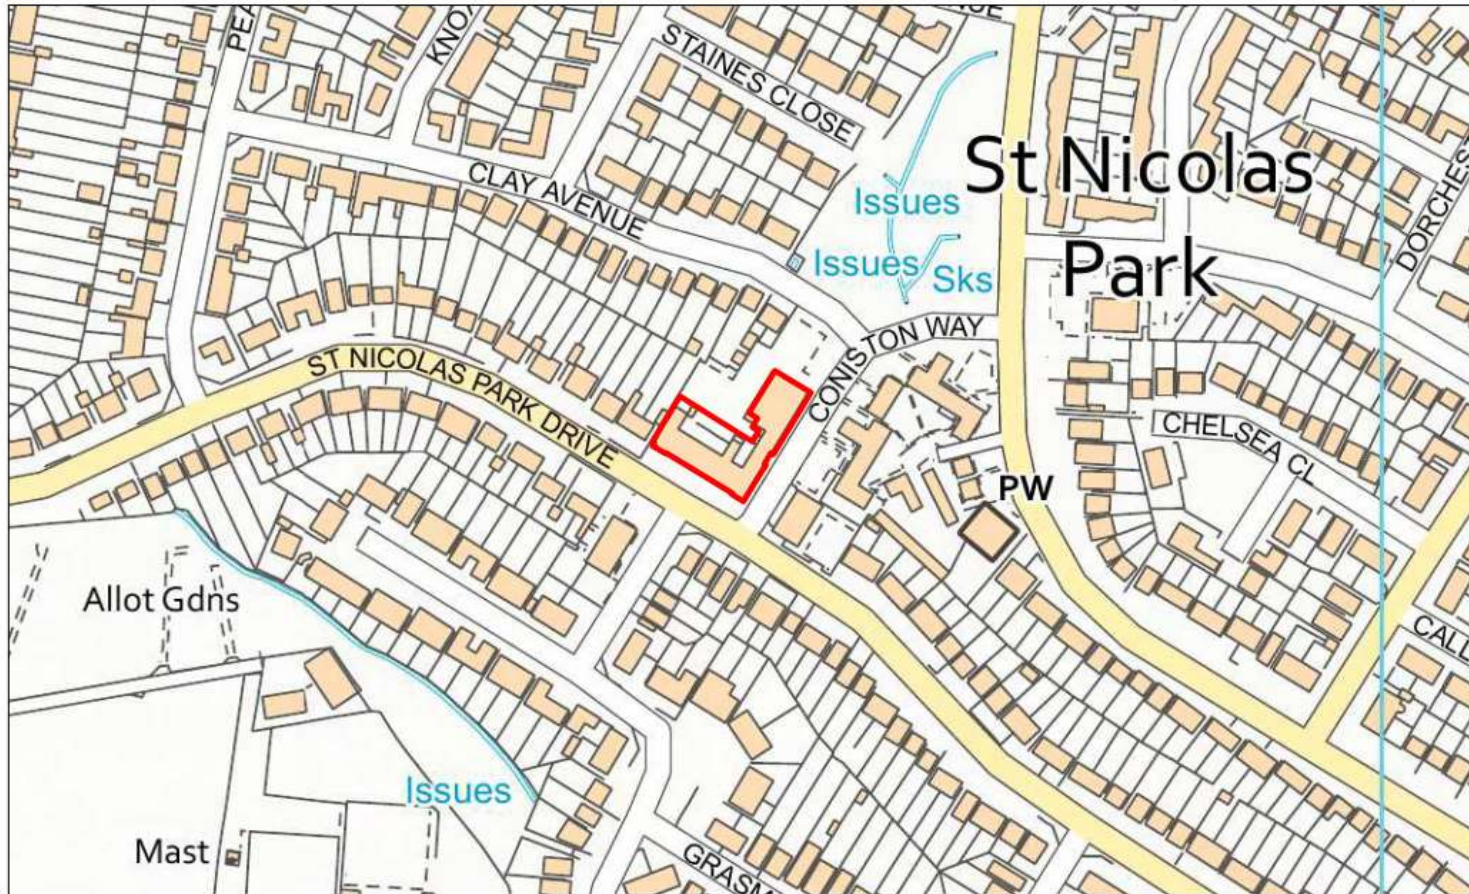 STAINES CLOSE
CLAY AVENUE
St Nicolas
Park
Issues
Issues
Sks
CONISTON WAY
ST NICOLAS PARK DRIVE
CHELSEA CL
PW
Allot Gdns
Issues
Mast